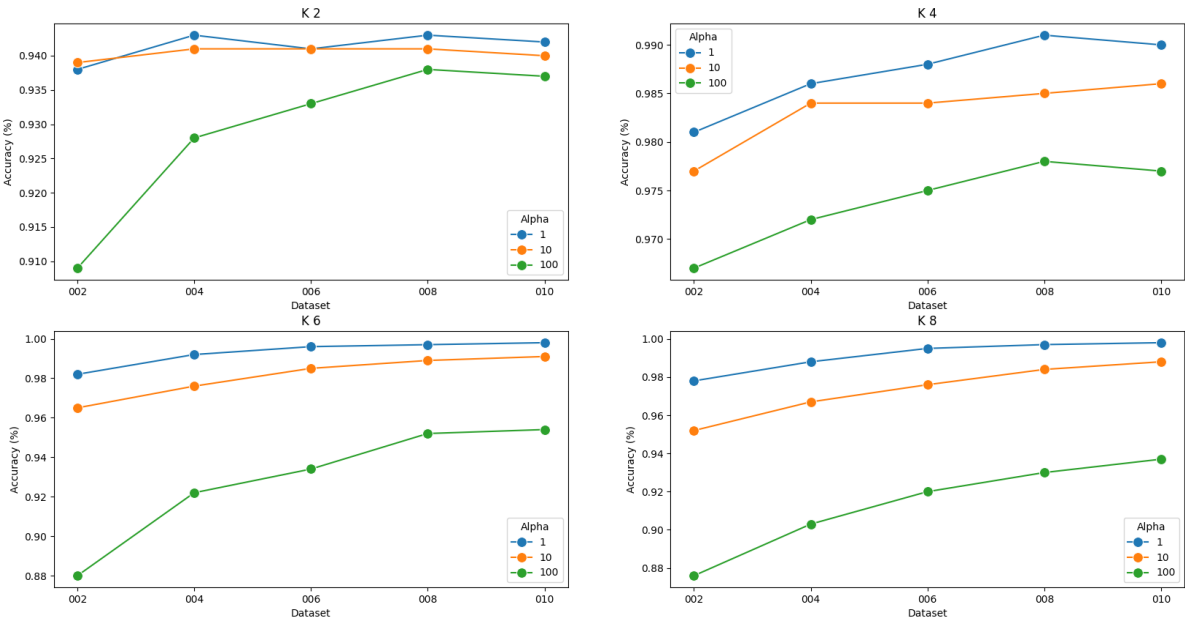 K 2
Accuracy (%)
0.940
0.935
0.930
0.925
0.920
0.915
0.910
Alpha
1
10
100
002 004 006 008 010
Dataset
K 4
Accuracy (%)
0.990
0.985
0.980
0.975
0.970
Alpha
1
10
100
002 004 006 008 010
Dataset
K 6
Accuracy (%)
1.00
0.98
0.96
0.94
0.92
0.90
0.88
Alpha
1
10
100
002 004 006 008 010
Dataset
K 8
Accuracy (%)
1.00
0.98
0.96
0.94
0.92
0.90
0.88
Alpha
1
10
100
002 004 006 008 010
Dataset